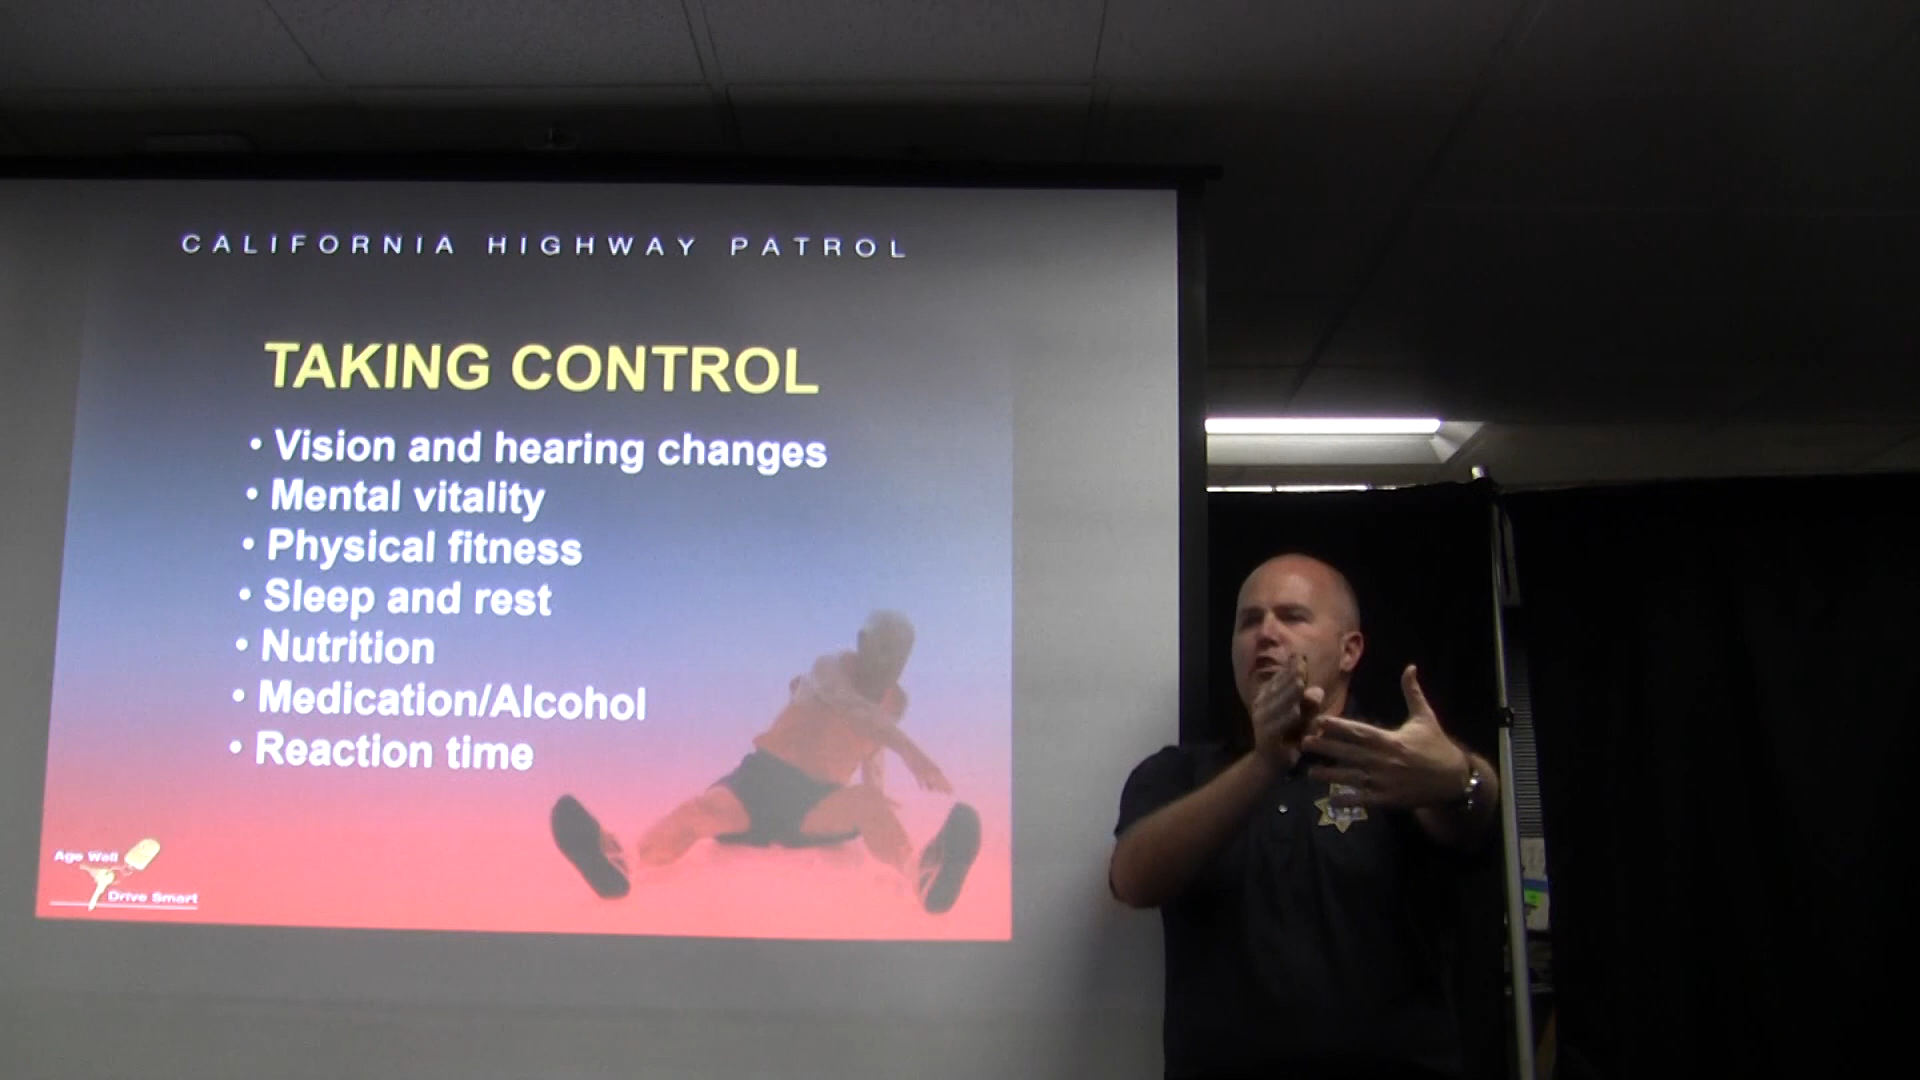 CALIFORNIA HIGHWAY PATROL
TAKING CONTROL
• Vision and hearing changes
• Mental vitality
• Physical fitness
• Sleep and rest
• Nutrition
• Medication/Alcohol
• Reaction time
Age Well
Drive Smart